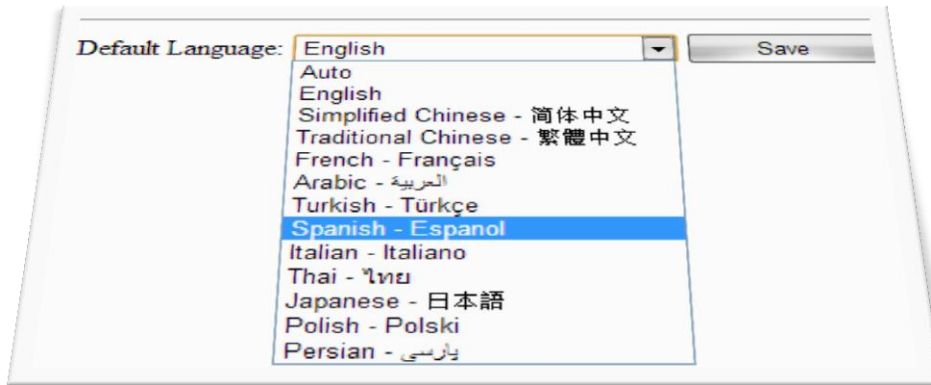 Default Language: English Save
Auto
English
Simplified Chinese - 简体中文
Traditional Chinese - 繁體中文
French - Français
Arabic - العربية
Turkish - Türkçe
Spanish - Espanol
Italian - Italiano
Thai - ไทย
Japanese - 日本語
Polish - Polski
Persian - پارسی